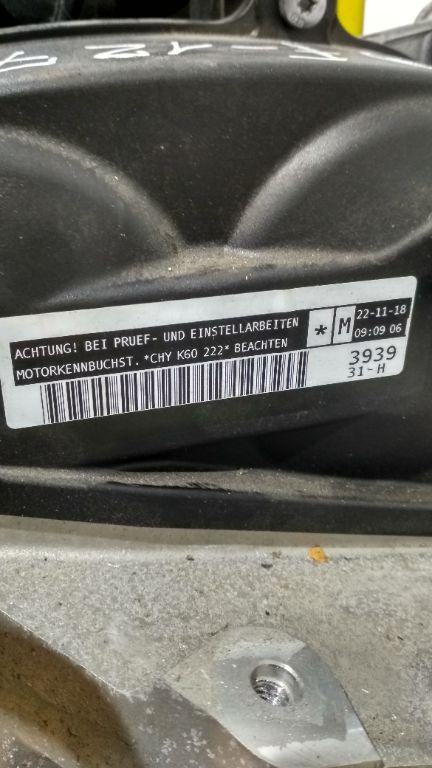 ACHTUNG! BEI PRUEF- UND EINSTELLARBEITEN
MOTORKENNBUCHST. *CHY K60 222* BEACHTEN
* M
22-11-18
09:09 06
3939
31-H